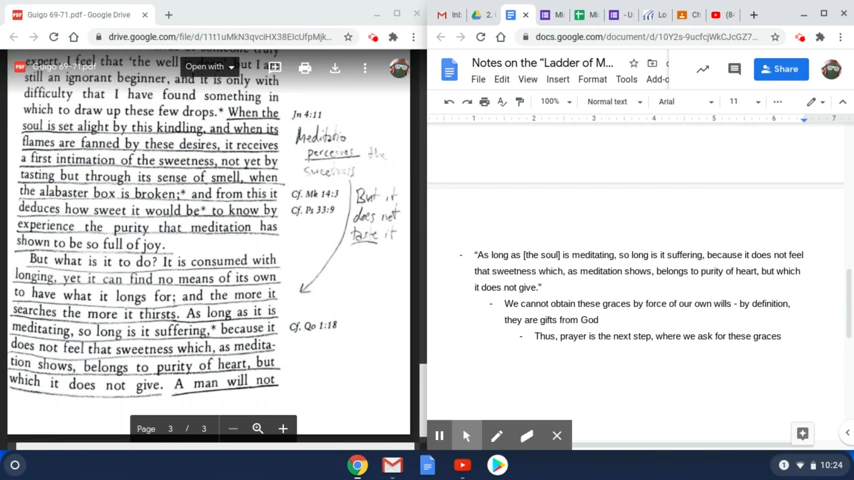 Guigo 69-71.pdf - Google Drive
drive.google.com/file/d/11t1uMkN3qvciHX38EIcUfpMjk...
Guigo 69-71.pdf
Open with
still an ignorant beginner, and it is only with
difficulty that I have found something in
which to draw up these few drops.* When the
soul is set alight by this kindling, and when its
flames are fanned by these desires, it receives
a first intimation of the sweetness, not yet by
tasting but through its sense of smell, when
the alabaster box is broken;* and from this it
deduces how sweet it would be* to know by
experience the purity that meditation has
shown to be so full of joy.
But what is it to do? It is consumed with
longing, yet it can find no means of its own
to have what it longs for; and the more it
searches the more it thirsts. As long as it is
meditating, so long is it suffering,* because it
does not feel that sweetness which, as medita-
tion shows, belongs to purity of heart, but
which it does not give. A man will not
Jn 4:11
Meditatio
perceives the
sweetness
Cf. Mk 14:3
Cf. Ps 33:9
But it
does not
taste it
Cf. Qo 1:18
Page 3 / 3
Int
2. (
Mi
Mi
- U
Lo
Ch
(8-
docs.google.com/document/d/10Y2s-9ucfcjWkCJcGZ7...
Notes on the "Ladder of M...
File Edit View Insert Format Tools Add-o
Share
100% Normal text Arial 11
1 2 3 4 5 6 7
- "As long as [the soul] is meditating, so long is it suffering, because it does not feel
that sweetness which, as meditation shows, belongs to purity of heart, but which
it does not give."
- We cannot obtain these graces by force of our own wills - by definition,
they are gifts from God
- Thus, prayer is the next step, where we ask for these graces
1 10:24